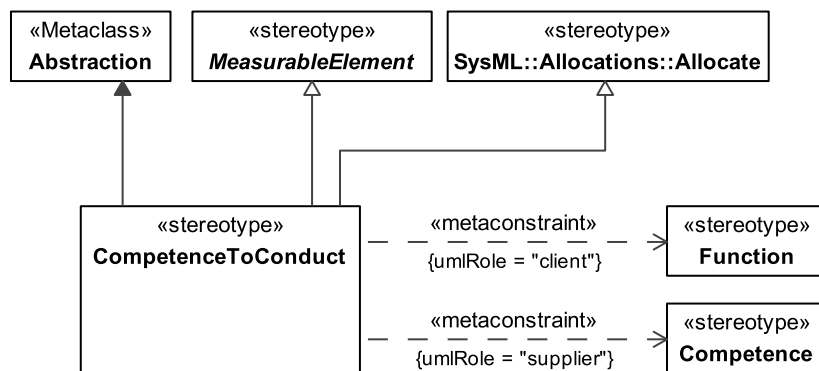 «Metaclass»
Abstraction
«stereotype»
MeasurableElement
«stereotype»
SysML::Allocations::Allocate
«stereotype»
CompetenceToConduct
«metaconstraint»
{umlRole = "client"}
«stereotype»
Function
«metaconstraint»
{umlRole = "supplier"}
«stereotype»
Competence